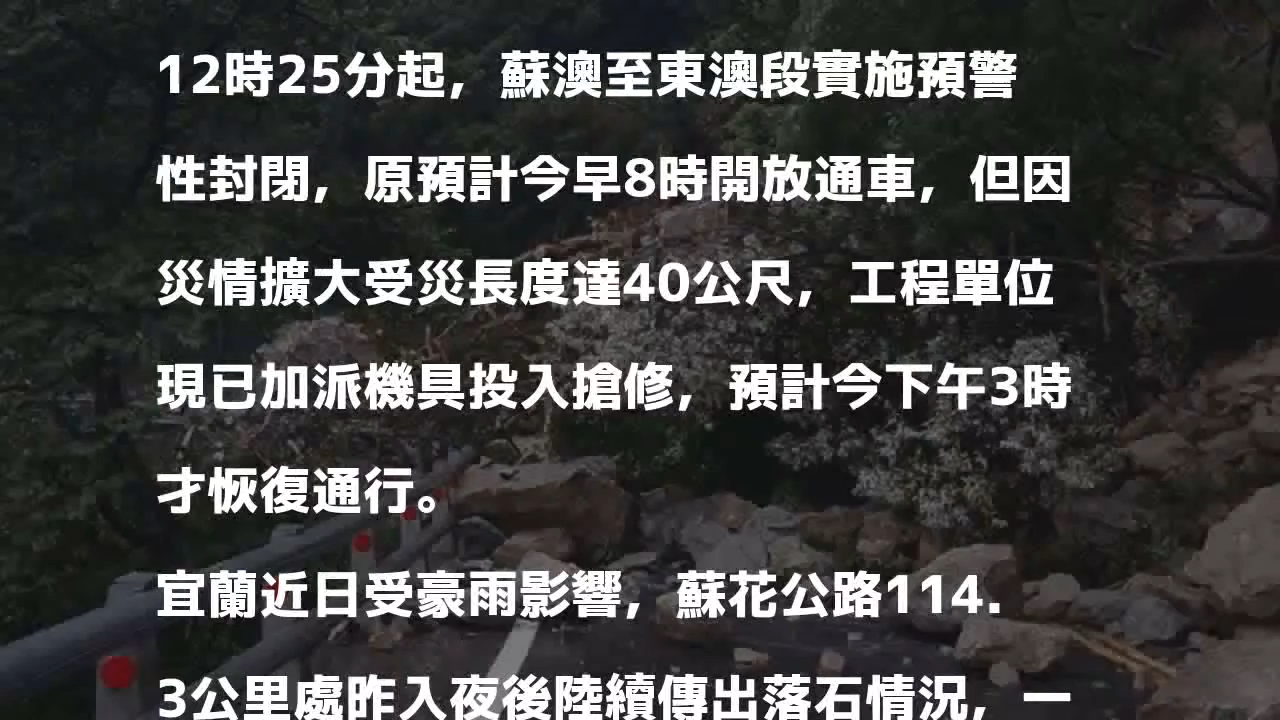 12時25分起，蘇澳至東澳段實施預警
性封閉，原預計今早8時開放通車，但因
災情擴大受災長度達40公尺，工程單位
現已加派機具投入搶修，預計今下午3時
才恢復通行。
宜蘭近日受豪雨影響，蘇花公路114.
3公里處昨入夜後陸續傳出落石情況，一